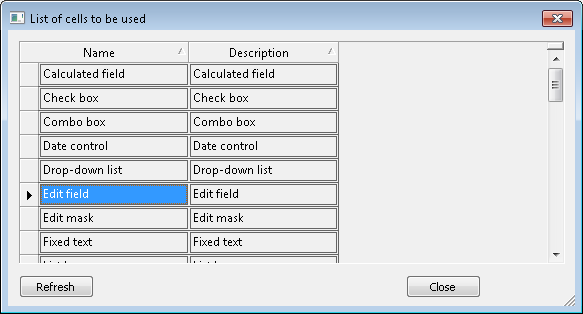 List of cells to be used
Name Description
Calculated field Calculated field
Check box Check box
Combo box Combo box
Date control Date control
Drop-down list Drop-down list
Edit field Edit field
Edit mask Edit mask
Fixed text Fixed text
Refresh Close